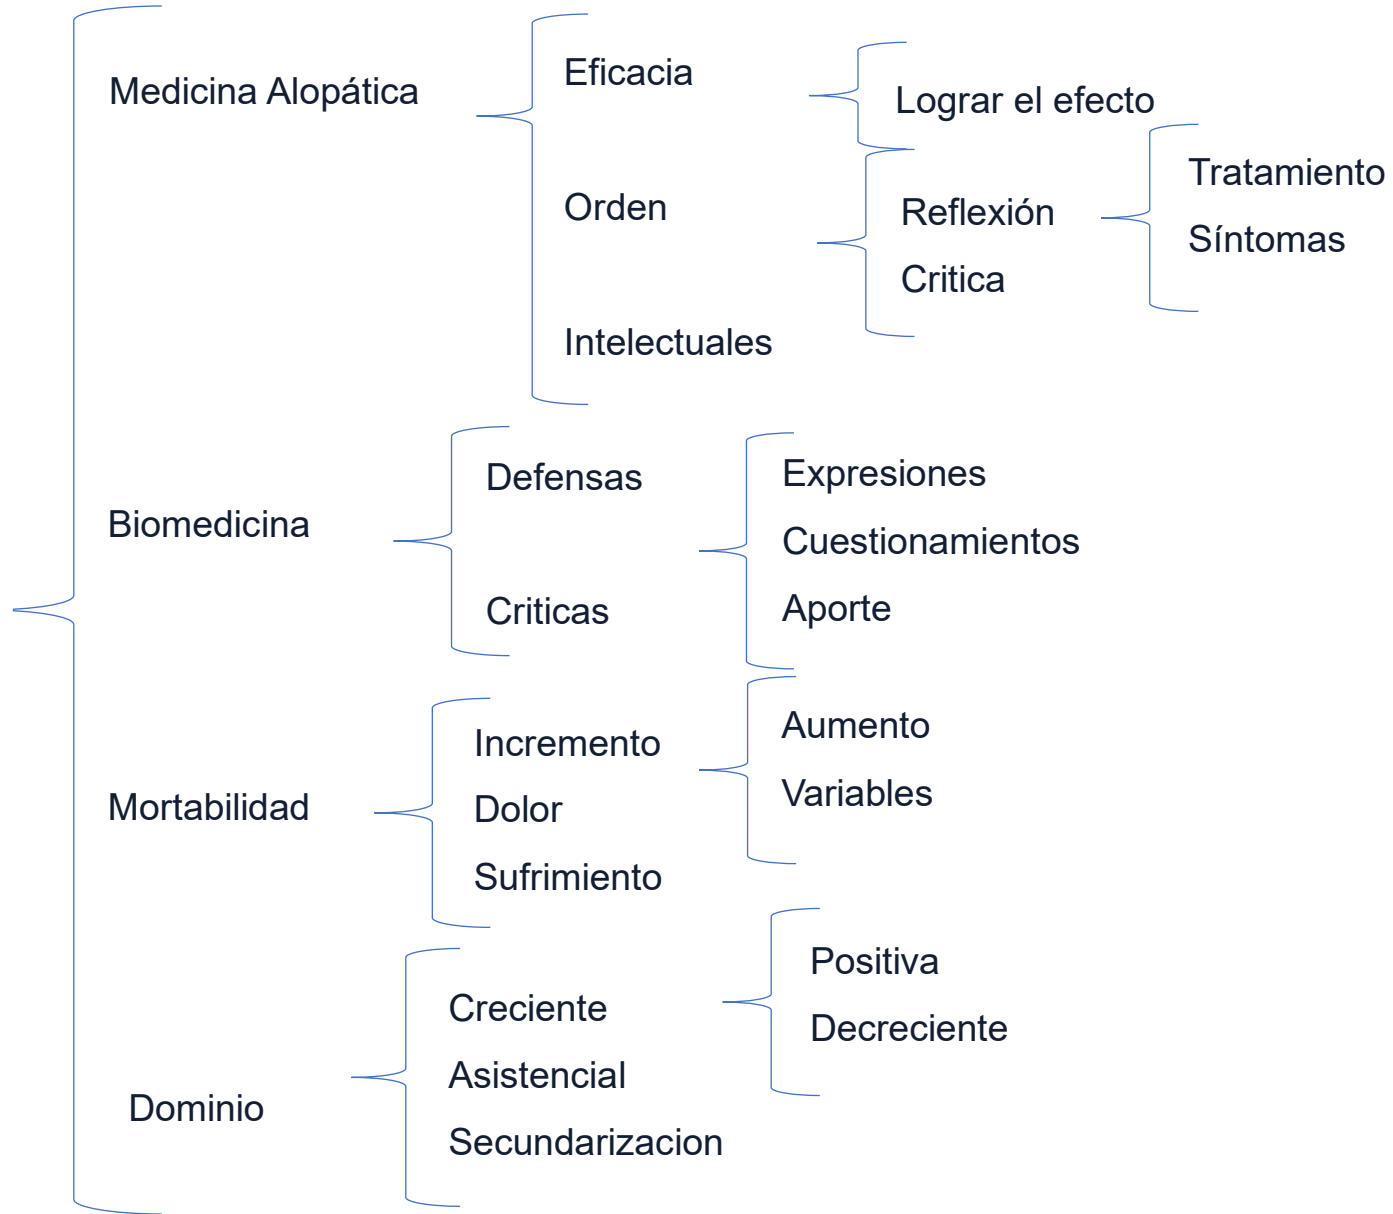 Medicina Alopática
Eficacia
Lograr el efecto
Orden
Reflexión
Critica
Tratamiento
Síntomas
Intelectuales
Biomedicina
Defensas
Criticas
Expresiones
Cuestionamientos
Aporte
Mortabilidad
Incremento
Dolor
Sufrimiento
Aumento
Variables
Dominio
Creciente
Asistencial
Secundarizacion
Positiva
Decreciente